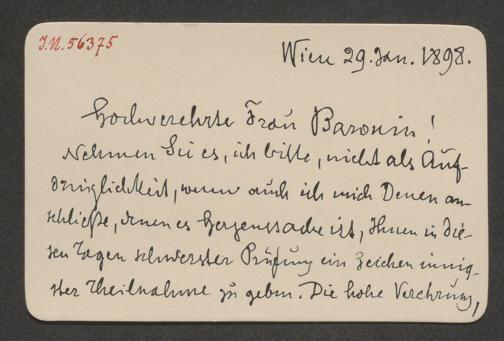 I.N. 56375
Wien 29. Jan. 1898.
Hochverehrte Frau Baronin!
Nehmen Sie es, ich bitte, nicht als Auf-
dringlichkeit, wenn auch ich mich Denen an-
schließe, denen es Herzenssache ist, Ihnen in die-
sen Tagen schwerster Prüfung ein Zeichen innig-
ster Theilnahme zu geben. Die hohe Verehrung,